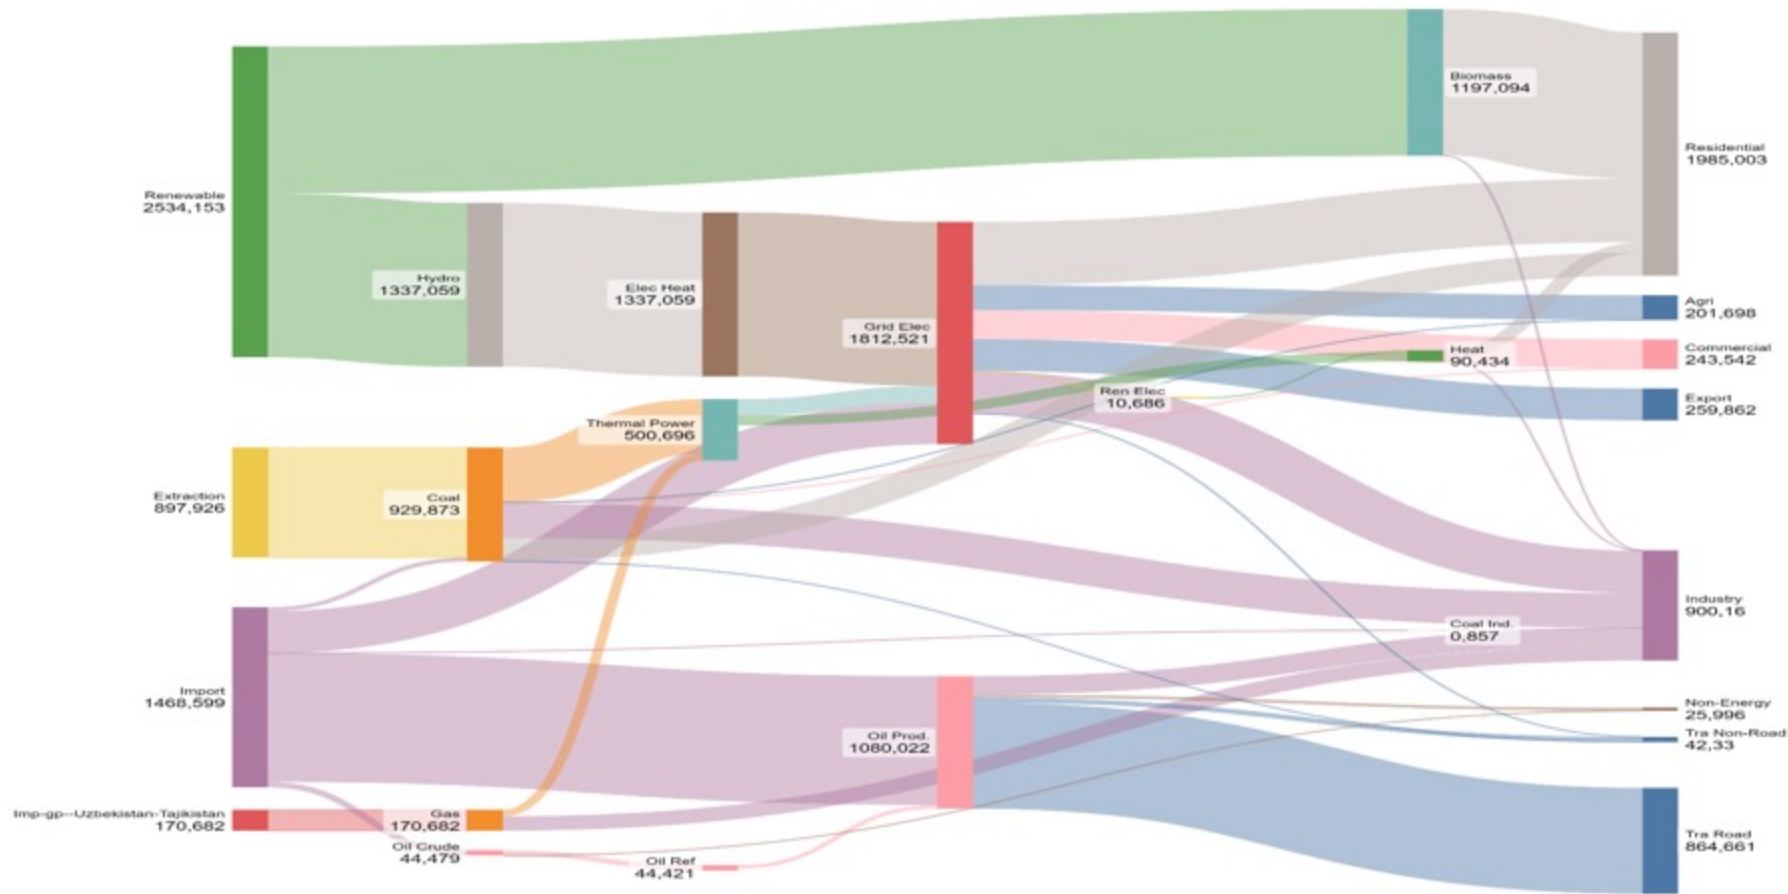 Biomass
1197,094
Residential
1985,003
Renewable
2534,153
Hydro
1337,059
Elec Heat
1337,059
Grid Elec
1812,521
Agri
201,698
Commercial
243,542
Heat
90,434
Ren Elec
10,686
Export
259,862
Thermal Power
500,696
Extraction
897,926
Coal
929,873
Industry
900,16
Coal Ind.
0,857
Import
1468,599
Non-Energy
25,996
Oil Prod.
1080,022
Tra Non-Road
42,33
Imp-gp--Uzbekistan-Tajikistan
170,682
Gas
170,682
Oil Crude
44,479
Oil Ref
44,421
Tra Road
864,661